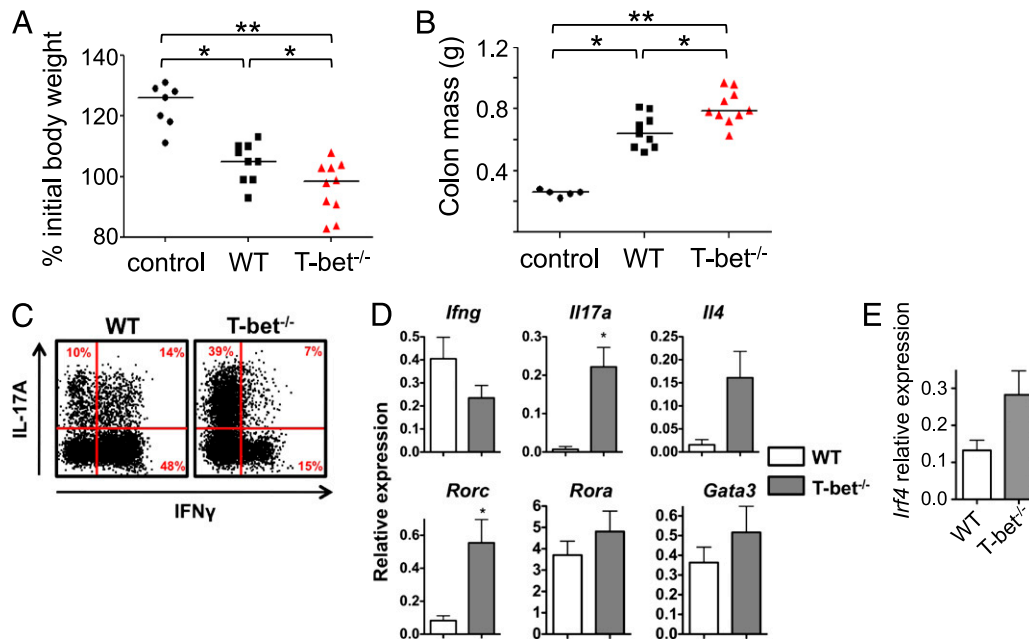 A
**
*
*
% initial body weight
140
120
100
80
control WT T-bet-/-
B
**
*
*
Colon mass (g)
1.2
0.8
0.4
control WT T-bet-/-
C
WT T-bet-/-
10% 14% 39% 7%
48% 15%
IL-17A
IFNγ
D
Relative expression
Ifng
0.5
0.4
0.3
0.2
0.1
0.0
Il17a
0.3
0.2
0.1
0.0
*
Il4
0.25
0.20
0.15
0.10
0.05
0.00
WT
T-bet-/-
Rorc
0.6
0.4
0.2
0.0
*
Rora
7
6
5
4
3
2
1
0
Gata3
0.6
0.5
0.4
0.3
0.2
0.1
0.0
E
Irf4 relative expression
0.3
0.2
0.1
0.0
WT
T-bet-/-